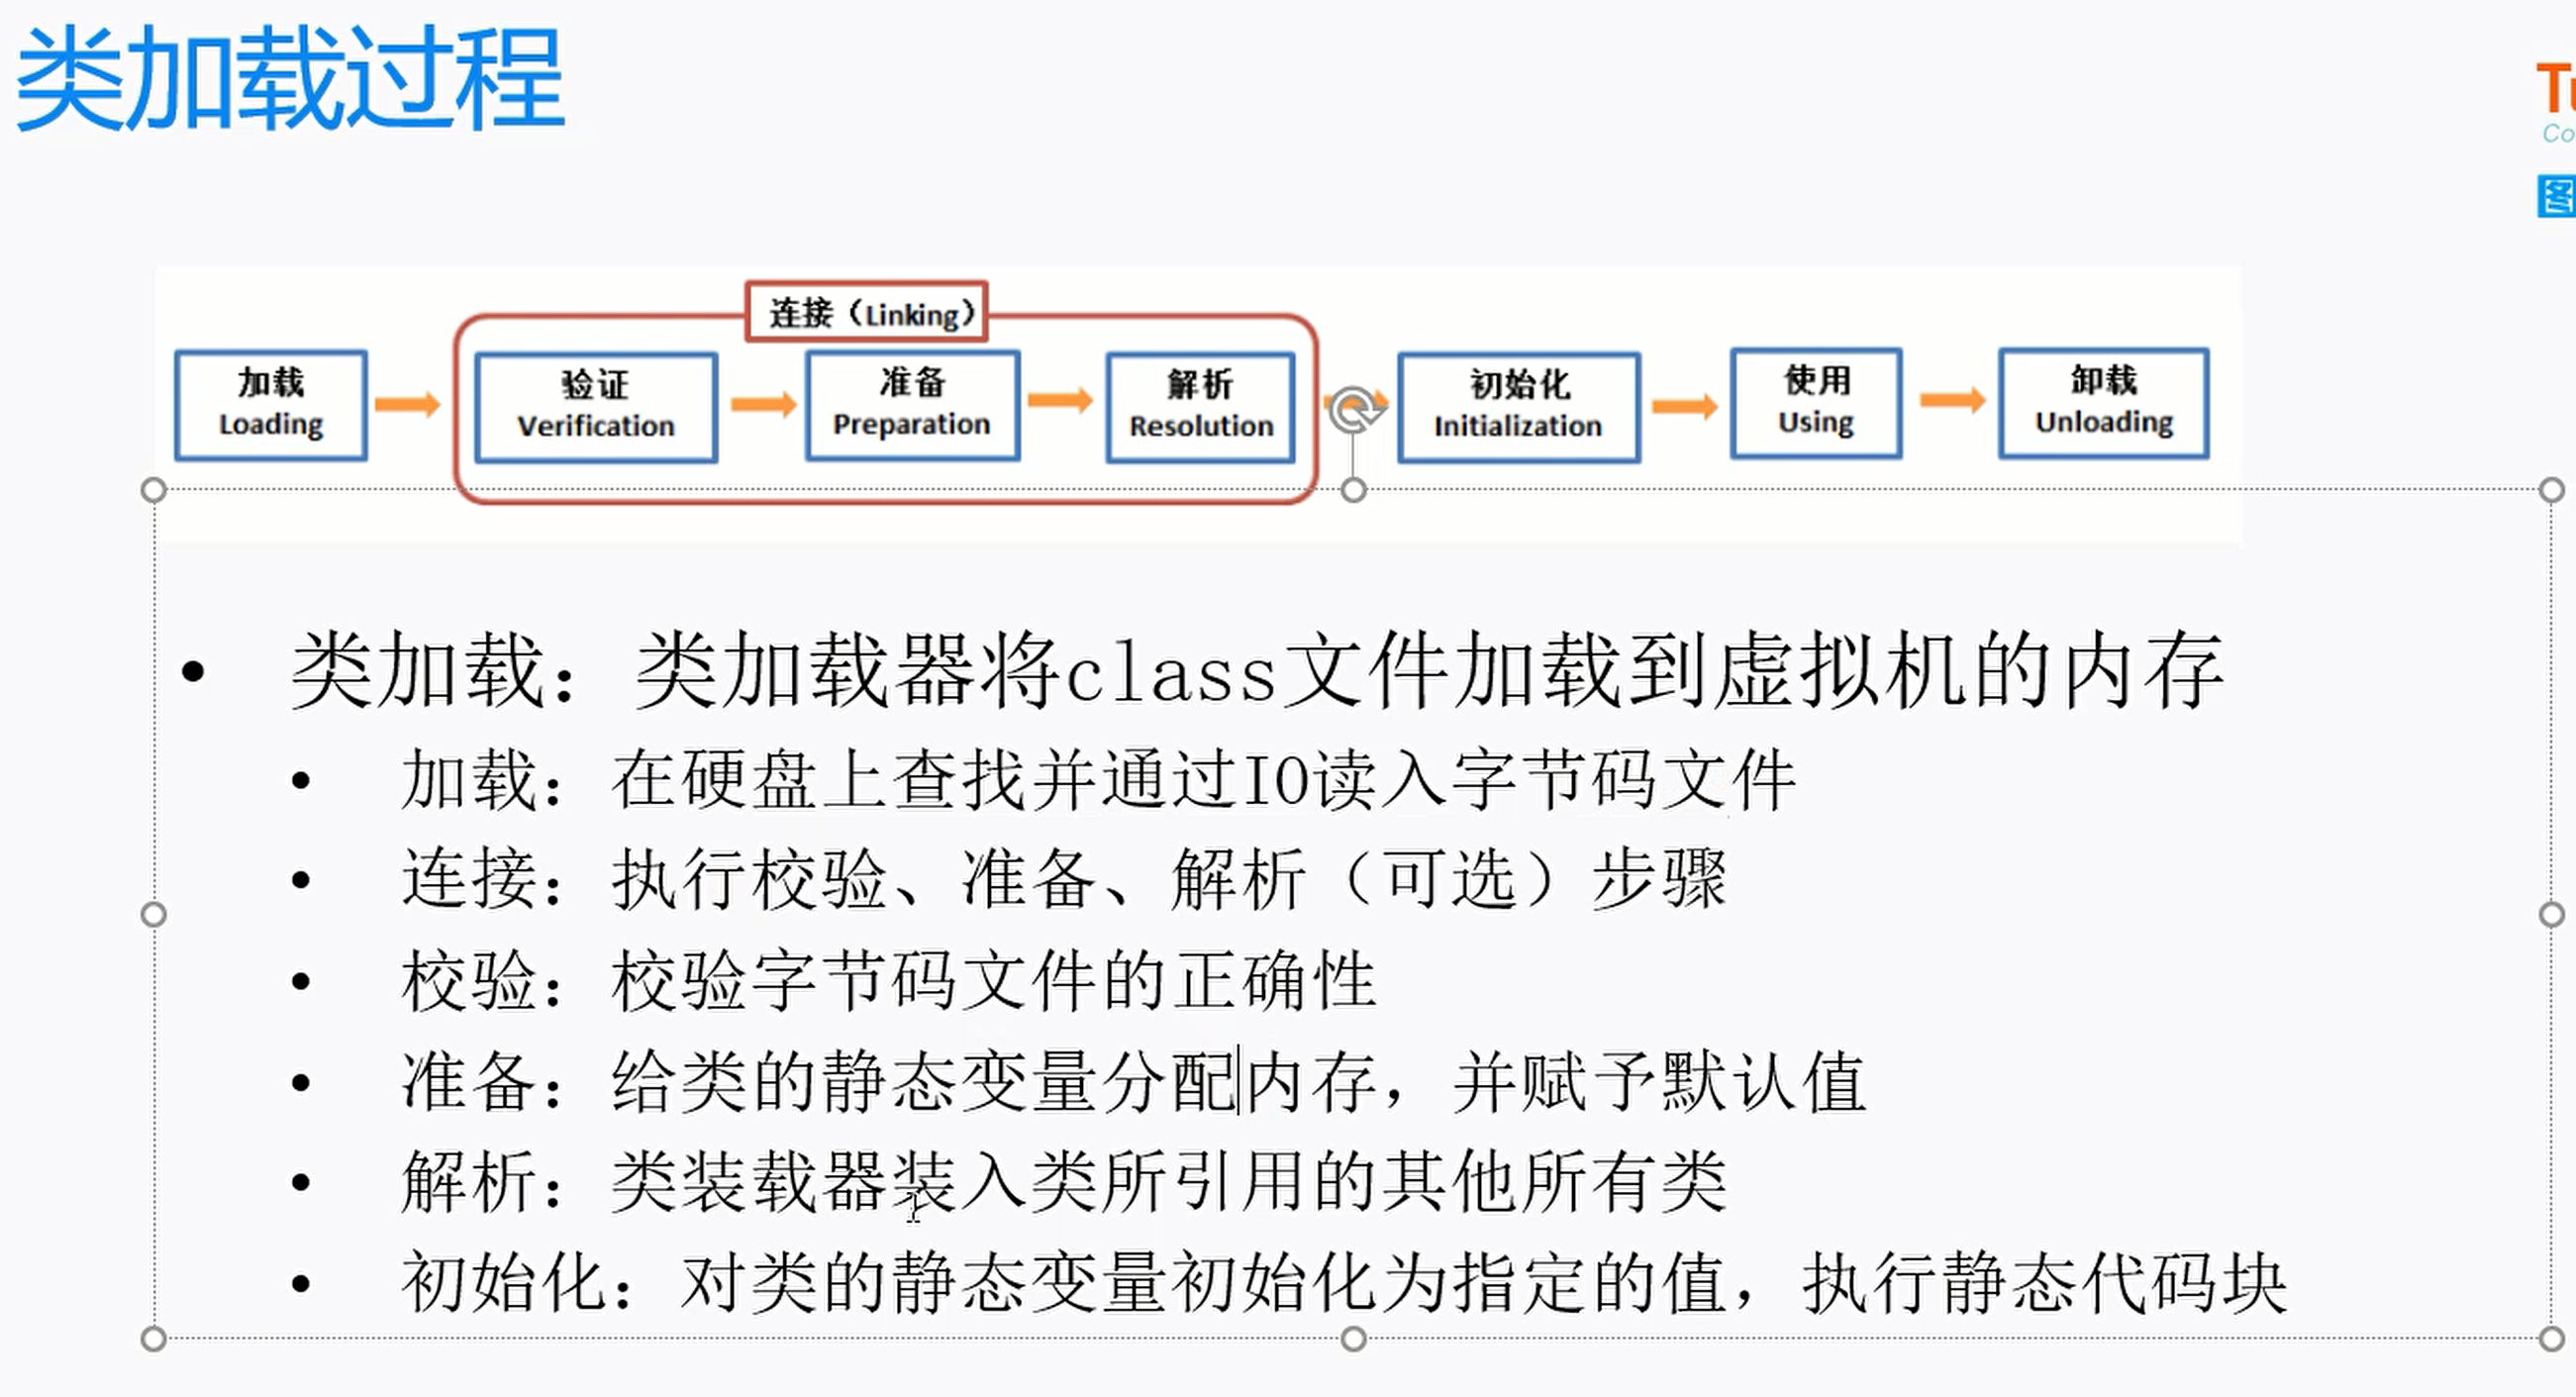 类加载过程
Co
图
连接（Linking）
加载
Loading
验证
Verification
准备
Preparation
解析
Resolution
初始化
Initialization
使用
Using
卸载
Unloading
• 类加载：类加载器将class文件加载到虚拟机的内存
• 加载：在硬盘上查找并通过IO读入字节码文件
• 连接：执行校验、准备、解析（可选）步骤
• 校验：校验字节码文件的正确性
• 准备：给类的静态变量分配内存，并赋予默认值
• 解析：类装载器装入类所引用的其他所有类
• 初始化：对类的静态变量初始化为指定的值，执行静态代码块